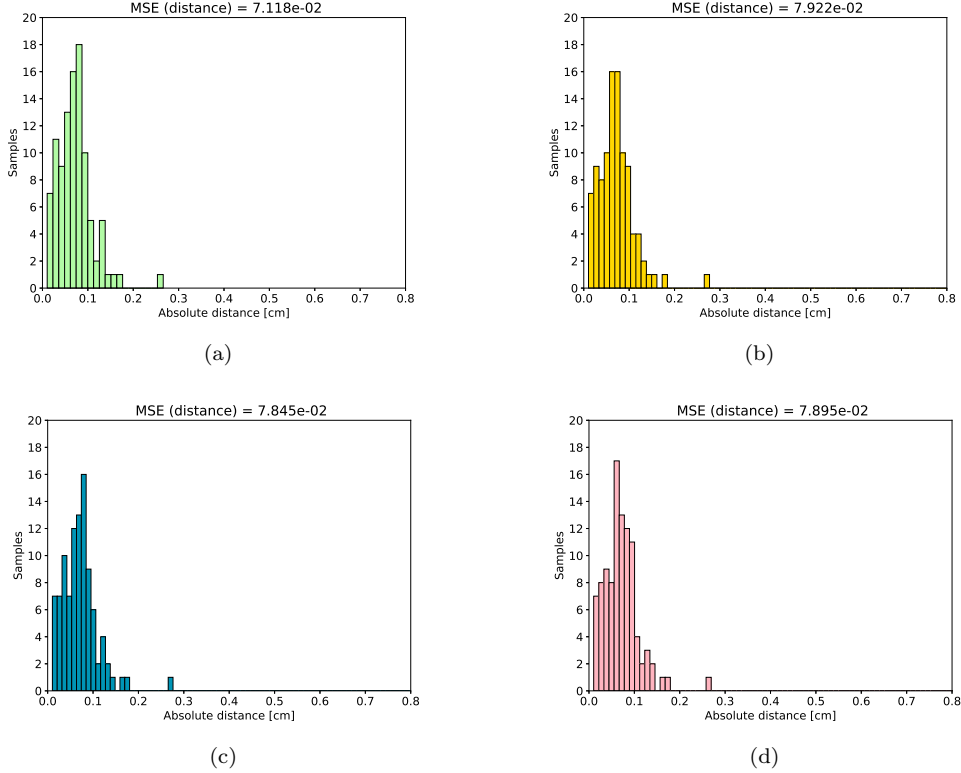 MSE (distance) = 7.118e-02
20
18
16
14
12
10
8
6
4
2
0
Samples
0.0 0.1 0.2 0.3 0.4 0.5 0.6 0.7 0.8
Absolute distance [cm]
(a)
MSE (distance) = 7.922e-02
20
18
16
14
12
10
8
6
4
2
0
Samples
0.0 0.1 0.2 0.3 0.4 0.5 0.6 0.7 0.8
Absolute distance [cm]
(b)
MSE (distance) = 7.845e-02
20
18
16
14
12
10
8
6
4
2
0
Samples
0.0 0.1 0.2 0.3 0.4 0.5 0.6 0.7 0.8
Absolute distance [cm]
(c)
MSE (distance) = 7.895e-02
20
18
16
14
12
10
8
6
4
2
0
Samples
0.0 0.1 0.2 0.3 0.4 0.5 0.6 0.7 0.8
Absolute distance [cm]
(d)